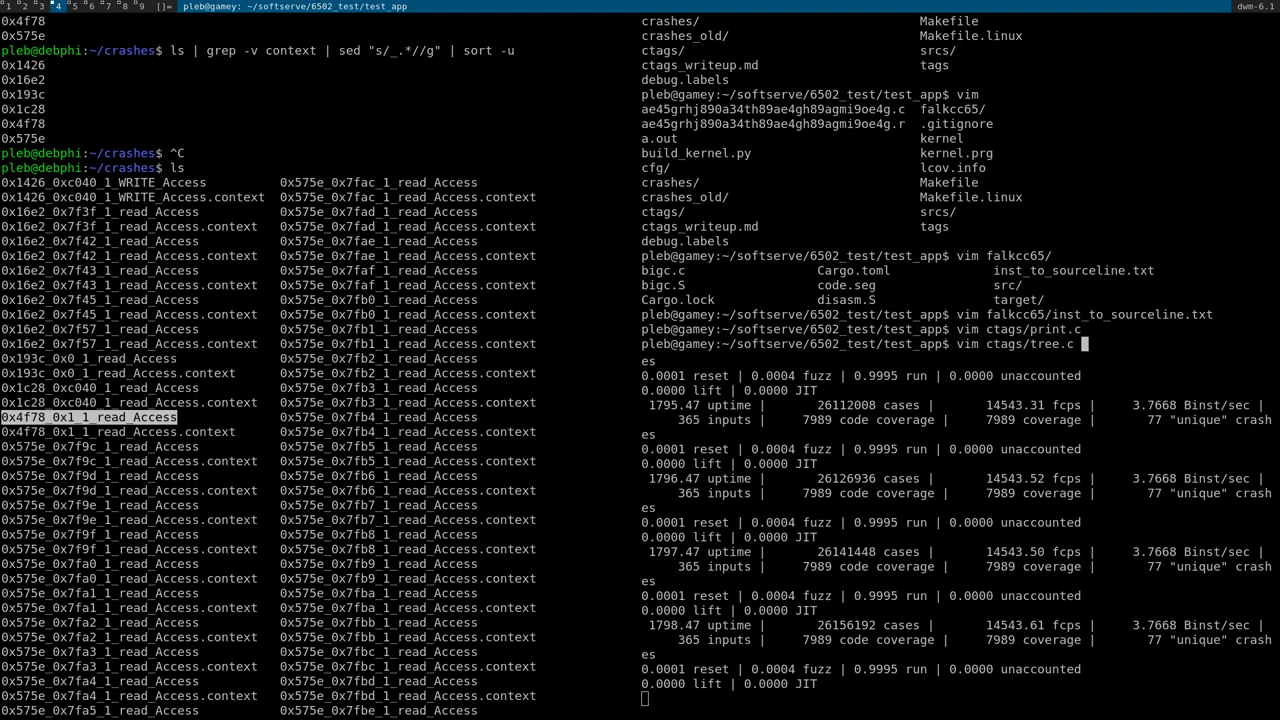 1 2 3 4 5 6 7 8 9 []= pleb@gamey: ~/softserve/6502_test/test_app dwm-6.1
0x4f78
0x575e
pleb@debphi:~/crashes$ ls | grep -v context | sed "s/_.*//g" | sort -u
0x1426
0x16e2
0x193c
0x1c28
0x4f78
0x575e
pleb@debphi:~/crashes$ ^C
pleb@debphi:~/crashes$ ls
0x1426_0xc040_1_WRITE_Access 0x575e_0x7fac_1_read_Access
0x1426_0xc040_1_WRITE_Access.context 0x575e_0x7fac_1_read_Access.context
0x16e2_0x7f3f_1_read_Access 0x575e_0x7fad_1_read_Access
0x16e2_0x7f3f_1_read_Access.context 0x575e_0x7fad_1_read_Access.context
0x16e2_0x7f42_1_read_Access 0x575e_0x7fae_1_read_Access
0x16e2_0x7f42_1_read_Access.context 0x575e_0x7fae_1_read_Access.context
0x16e2_0x7f43_1_read_Access 0x575e_0x7faf_1_read_Access
0x16e2_0x7f43_1_read_Access.context 0x575e_0x7faf_1_read_Access.context
0x16e2_0x7f45_1_read_Access 0x575e_0x7fb0_1_read_Access
0x16e2_0x7f45_1_read_Access.context 0x575e_0x7fb0_1_read_Access.context
0x16e2_0x7f57_1_read_Access 0x575e_0x7fb1_1_read_Access
0x16e2_0x7f57_1_read_Access.context 0x575e_0x7fb1_1_read_Access.context
0x193c_0x0_1_read_Access 0x575e_0x7fb2_1_read_Access
0x193c_0x0_1_read_Access.context 0x575e_0x7fb2_1_read_Access.context
0x1c28_0xc040_1_read_Access 0x575e_0x7fb3_1_read_Access
0x1c28_0xc040_1_read_Access.context 0x575e_0x7fb3_1_read_Access.context
0x4f78_0x1_1_read_Access 0x575e_0x7fb4_1_read_Access
0x4f78_0x1_1_read_Access.context 0x575e_0x7fb4_1_read_Access.context
0x575e_0x7f9c_1_read_Access 0x575e_0x7fb5_1_read_Access
0x575e_0x7f9c_1_read_Access.context 0x575e_0x7fb5_1_read_Access.context
0x575e_0x7f9d_1_read_Access 0x575e_0x7fb6_1_read_Access
0x575e_0x7f9d_1_read_Access.context 0x575e_0x7fb6_1_read_Access.context
0x575e_0x7f9e_1_read_Access 0x575e_0x7fb7_1_read_Access
0x575e_0x7f9e_1_read_Access.context 0x575e_0x7fb7_1_read_Access.context
0x575e_0x7f9f_1_read_Access 0x575e_0x7fb8_1_read_Access
0x575e_0x7f9f_1_read_Access.context 0x575e_0x7fb8_1_read_Access.context
0x575e_0x7fa0_1_read_Access 0x575e_0x7fb9_1_read_Access
0x575e_0x7fa0_1_read_Access.context 0x575e_0x7fb9_1_read_Access.context
0x575e_0x7fa1_1_read_Access 0x575e_0x7fba_1_read_Access
0x575e_0x7fa1_1_read_Access.context 0x575e_0x7fba_1_read_Access.context
0x575e_0x7fa2_1_read_Access 0x575e_0x7fbb_1_read_Access
0x575e_0x7fa2_1_read_Access.context 0x575e_0x7fbb_1_read_Access.context
0x575e_0x7fa3_1_read_Access 0x575e_0x7fbc_1_read_Access
0x575e_0x7fa3_1_read_Access.context 0x575e_0x7fbc_1_read_Access.context
0x575e_0x7fa4_1_read_Access 0x575e_0x7fbd_1_read_Access
0x575e_0x7fa4_1_read_Access.context 0x575e_0x7fbd_1_read_Access.context
0x575e_0x7fa5_1_read_Access 0x575e_0x7fbe_1_read_Access
crashes/ Makefile
crashes_old/ Makefile.linux
ctags/ srcs/
ctags_writeup.md tags
debug.labels
pleb@gamey:~/softserve/6502_test/test_app$ vim
ae45grhj890a34th89ae4gh89agmi9oe4g.c falkcc65/
ae45grhj890a34th89ae4gh89agmi9oe4g.r .gitignore
a.out kernel
build_kernel.py kernel.prg
cfg/ lcov.info
crashes/ Makefile
crashes_old/ Makefile.linux
ctags/ srcs/
ctags_writeup.md tags
debug.labels
pleb@gamey:~/softserve/6502_test/test_app$ vim falkcc65/
bigc.c Cargo.toml inst_to_sourceline.txt
bigc.S code.seg src/
Cargo.lock disasm.S target/
pleb@gamey:~/softserve/6502_test/test_app$ vim falkcc65/inst_to_sourceline.txt
pleb@gamey:~/softserve/6502_test/test_app$ vim ctags/print.c
pleb@gamey:~/softserve/6502_test/test_app$ vim ctags/tree.c
es
0.0001 reset | 0.0004 fuzz | 0.9995 run | 0.0000 unaccounted
0.0000 lift | 0.0000 JIT
1795.47 uptime | 26112008 cases | 14543.31 fcps | 3.7668 Binst/sec |
365 inputs | 7989 code coverage | 7989 coverage | 77 "unique" crash
es
0.0001 reset | 0.0004 fuzz | 0.9995 run | 0.0000 unaccounted
0.0000 lift | 0.0000 JIT
1796.47 uptime | 26126936 cases | 14543.52 fcps | 3.7668 Binst/sec |
365 inputs | 7989 code coverage | 7989 coverage | 77 "unique" crash
es
0.0001 reset | 0.0004 fuzz | 0.9995 run | 0.0000 unaccounted
0.0000 lift | 0.0000 JIT
1797.47 uptime | 26141448 cases | 14543.50 fcps | 3.7668 Binst/sec |
365 inputs | 7989 code coverage | 7989 coverage | 77 "unique" crash
es
0.0001 reset | 0.0004 fuzz | 0.9995 run | 0.0000 unaccounted
0.0000 lift | 0.0000 JIT
1798.47 uptime | 26156192 cases | 14543.61 fcps | 3.7668 Binst/sec |
365 inputs | 7989 code coverage | 7989 coverage | 77 "unique" crash
es
0.0001 reset | 0.0004 fuzz | 0.9995 run | 0.0000 unaccounted
0.0000 lift | 0.0000 JIT